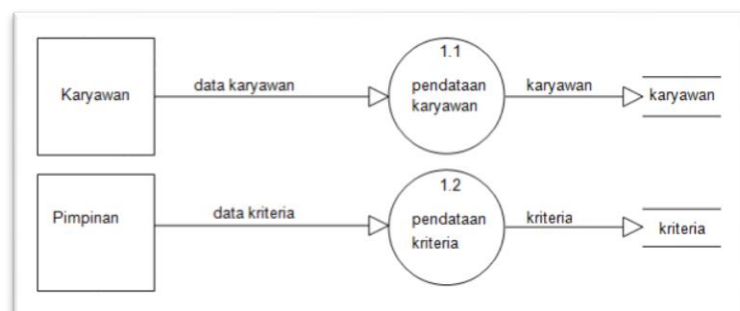 1.1
Karyawan
data karyawan
pendataan
karyawan
karyawan
karyawan
1.2
Pimpinan
data kriteria
pendataan
kriteria
kriteria
kriteria